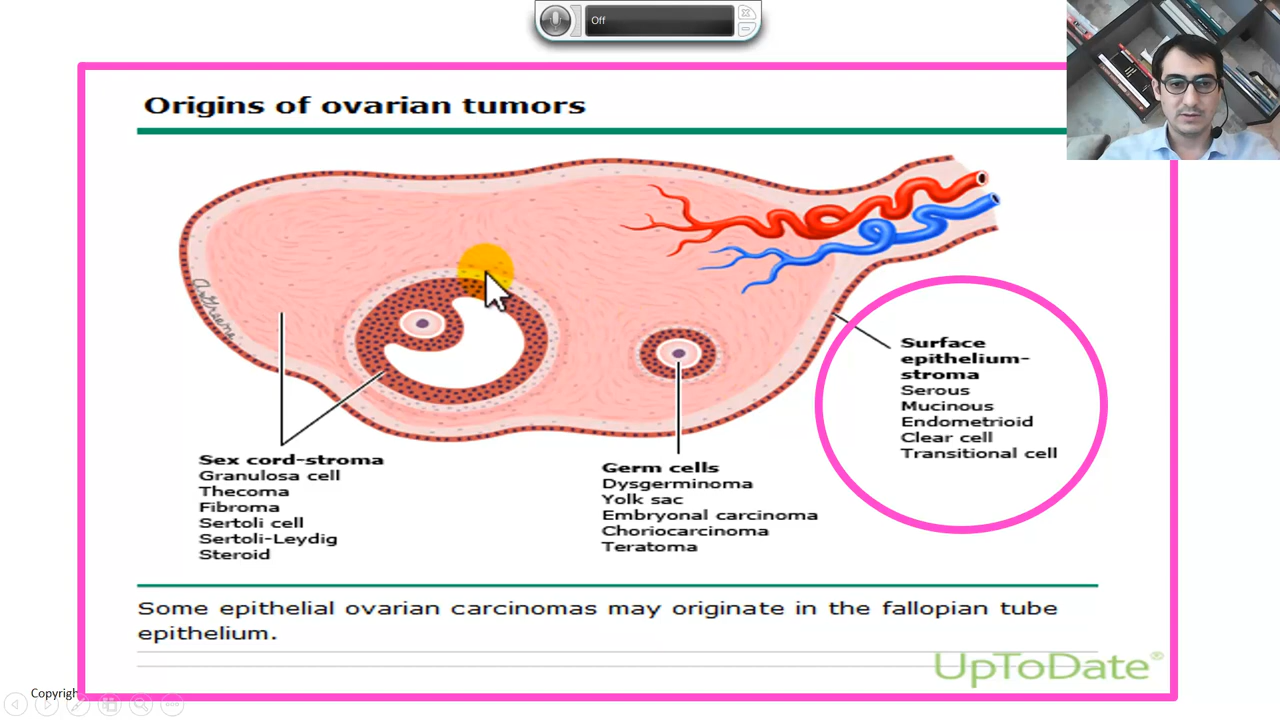 Off
Origins of ovarian tumors
A. Greene
Surface
epithelium-
stroma
Serous
Mucinous
Endometrioid
Clear cell
Transitional cell
Sex cord-stroma
Granulosa cell
Thecoma
Fibroma
Sertoli cell
Sertoli-Leydig
Steroid
Germ cells
Dysgerminoma
Yolk sac
Embryonal carcinoma
Choriocarcinoma
Teratoma
Some epithelial ovarian carcinomas may originate in the fallopian tube
epithelium.
UpToDate®
Copyrigh